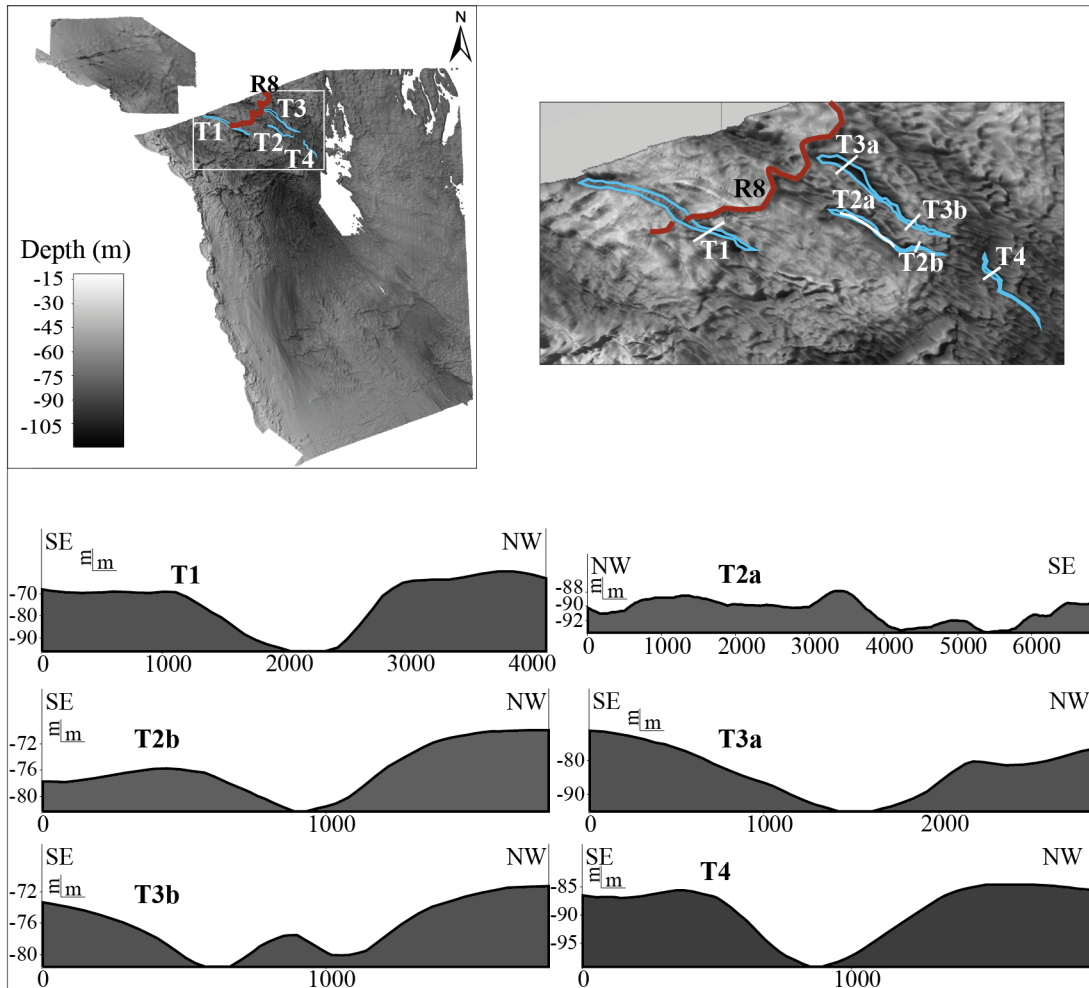 N
R8
T3
T1
T2
T4
Depth (m)
-15
-30
-45
-60
-75
-90
-105
T3a
R8
T2a
T3b
T1
T2b
T4
SE
NW
m
m
T1
-70
-80
-90
0 1000 2000 3000 4000
NW
SE
m
m
T2a
-88
-90
-92
0 1000 2000 3000 4000 5000 6000
SE
NW
m
m
T2b
-72
-76
-80
0 1000
SE
NW
m
m
T3a
-80
-90
0 1000 2000
SE
NW
m
m
T3b
-72
-76
-80
0 1000
SE
NW
m
m
T4
-85
-90
-95
0 1000